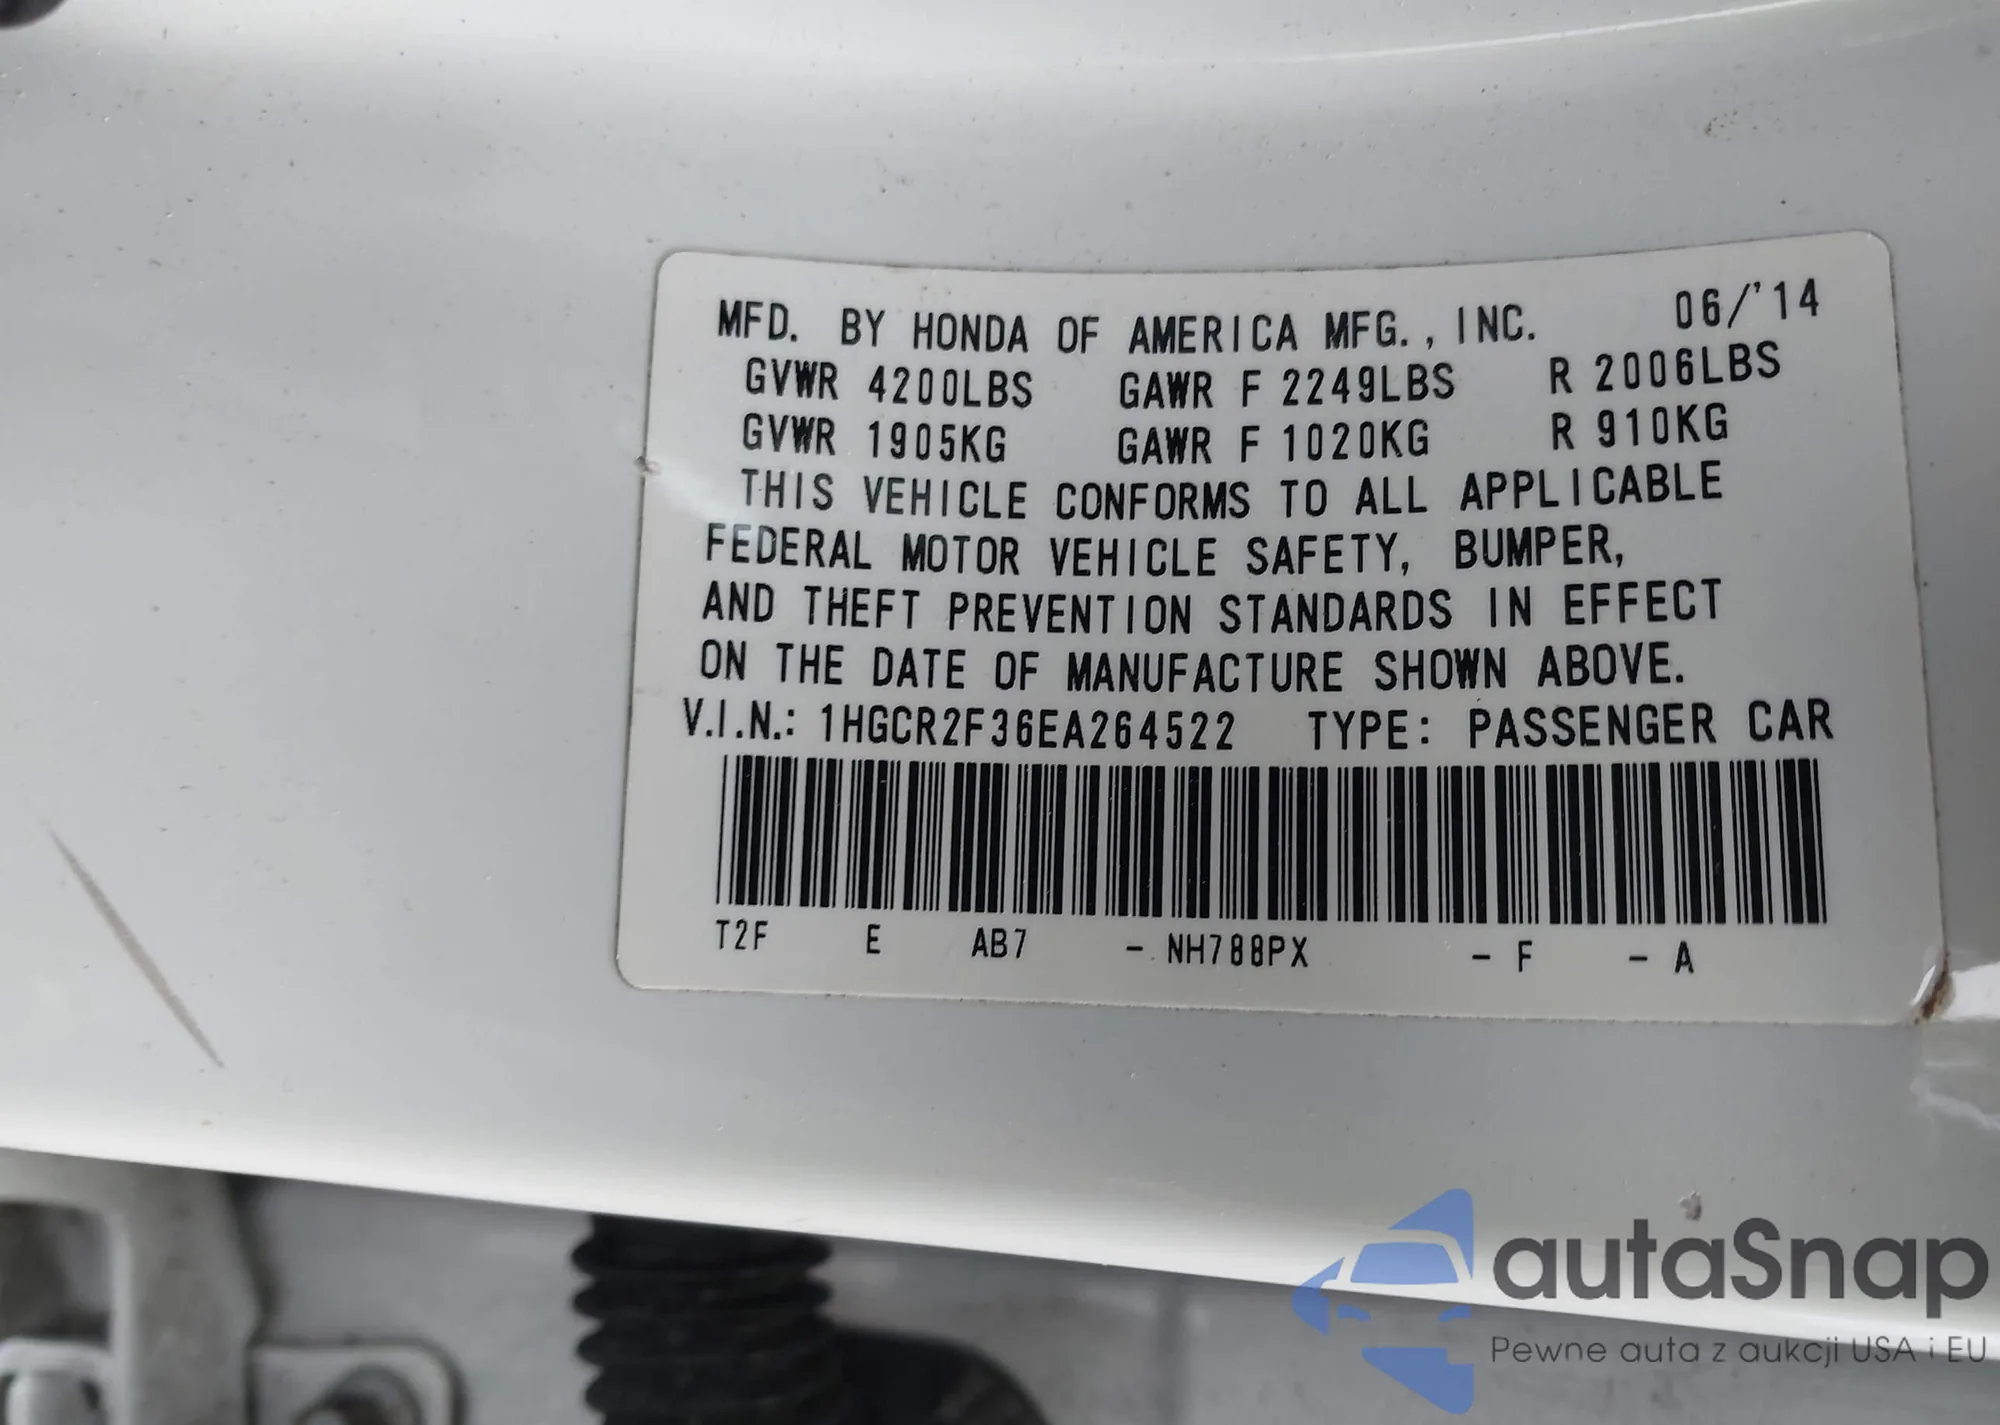 MFD. BY HONDA OF AMERICA MFG., INC. 06/'14
GVWR 4200LBS GAWR F 2249LBS R 2006LBS
GVWR 1905KG GAWR F 1020KG R 910KG
THIS VEHICLE CONFORMS TO ALL APPLICABLE
FEDERAL MOTOR VEHICLE SAFETY, BUMPER,
AND THEFT PREVENTION STANDARDS IN EFFECT
ON THE DATE OF MANUFACTURE SHOWN ABOVE.
V.I.N.: 1HGCR2F36EA264522 TYPE: PASSENGER CAR
T2F E AB7 - NH788PX - F - A
autaSnap
Pewne auta z aukcji USA i EU